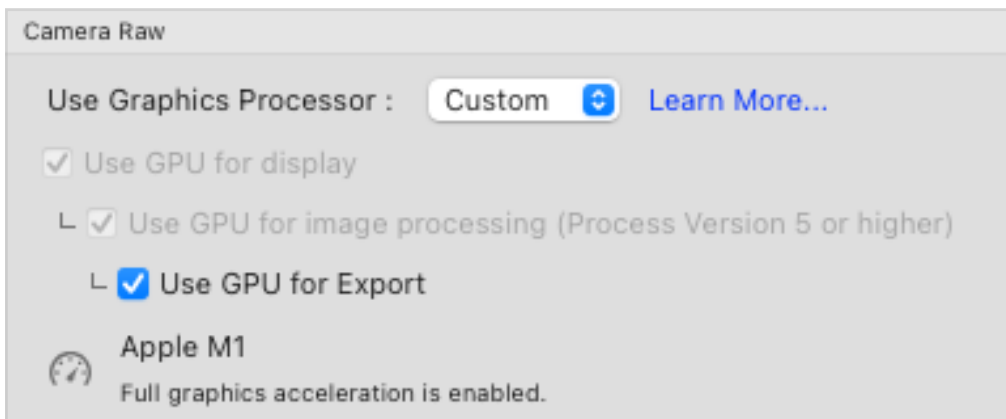 Camera Raw
Use Graphics Processor : Custom Learn More...
Use GPU for display
Use GPU for image processing (Process Version 5 or higher)
Use GPU for Export
Apple M1
Full graphics acceleration is enabled.